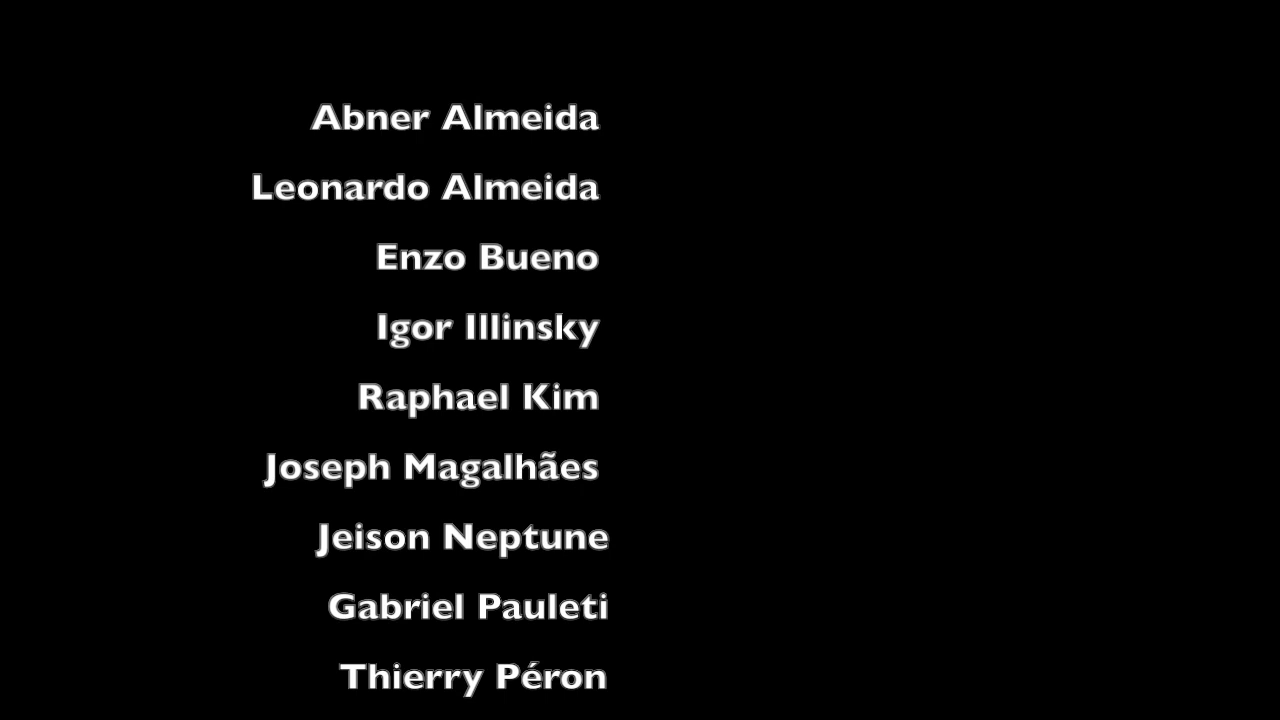 Abner Almeida
Leonardo Almeida
Enzo Bueno
Igor Illinsky
Raphael Kim
Joseph Magalhães
Jeison Neptune
Gabriel Pauleti
Thierry Péron